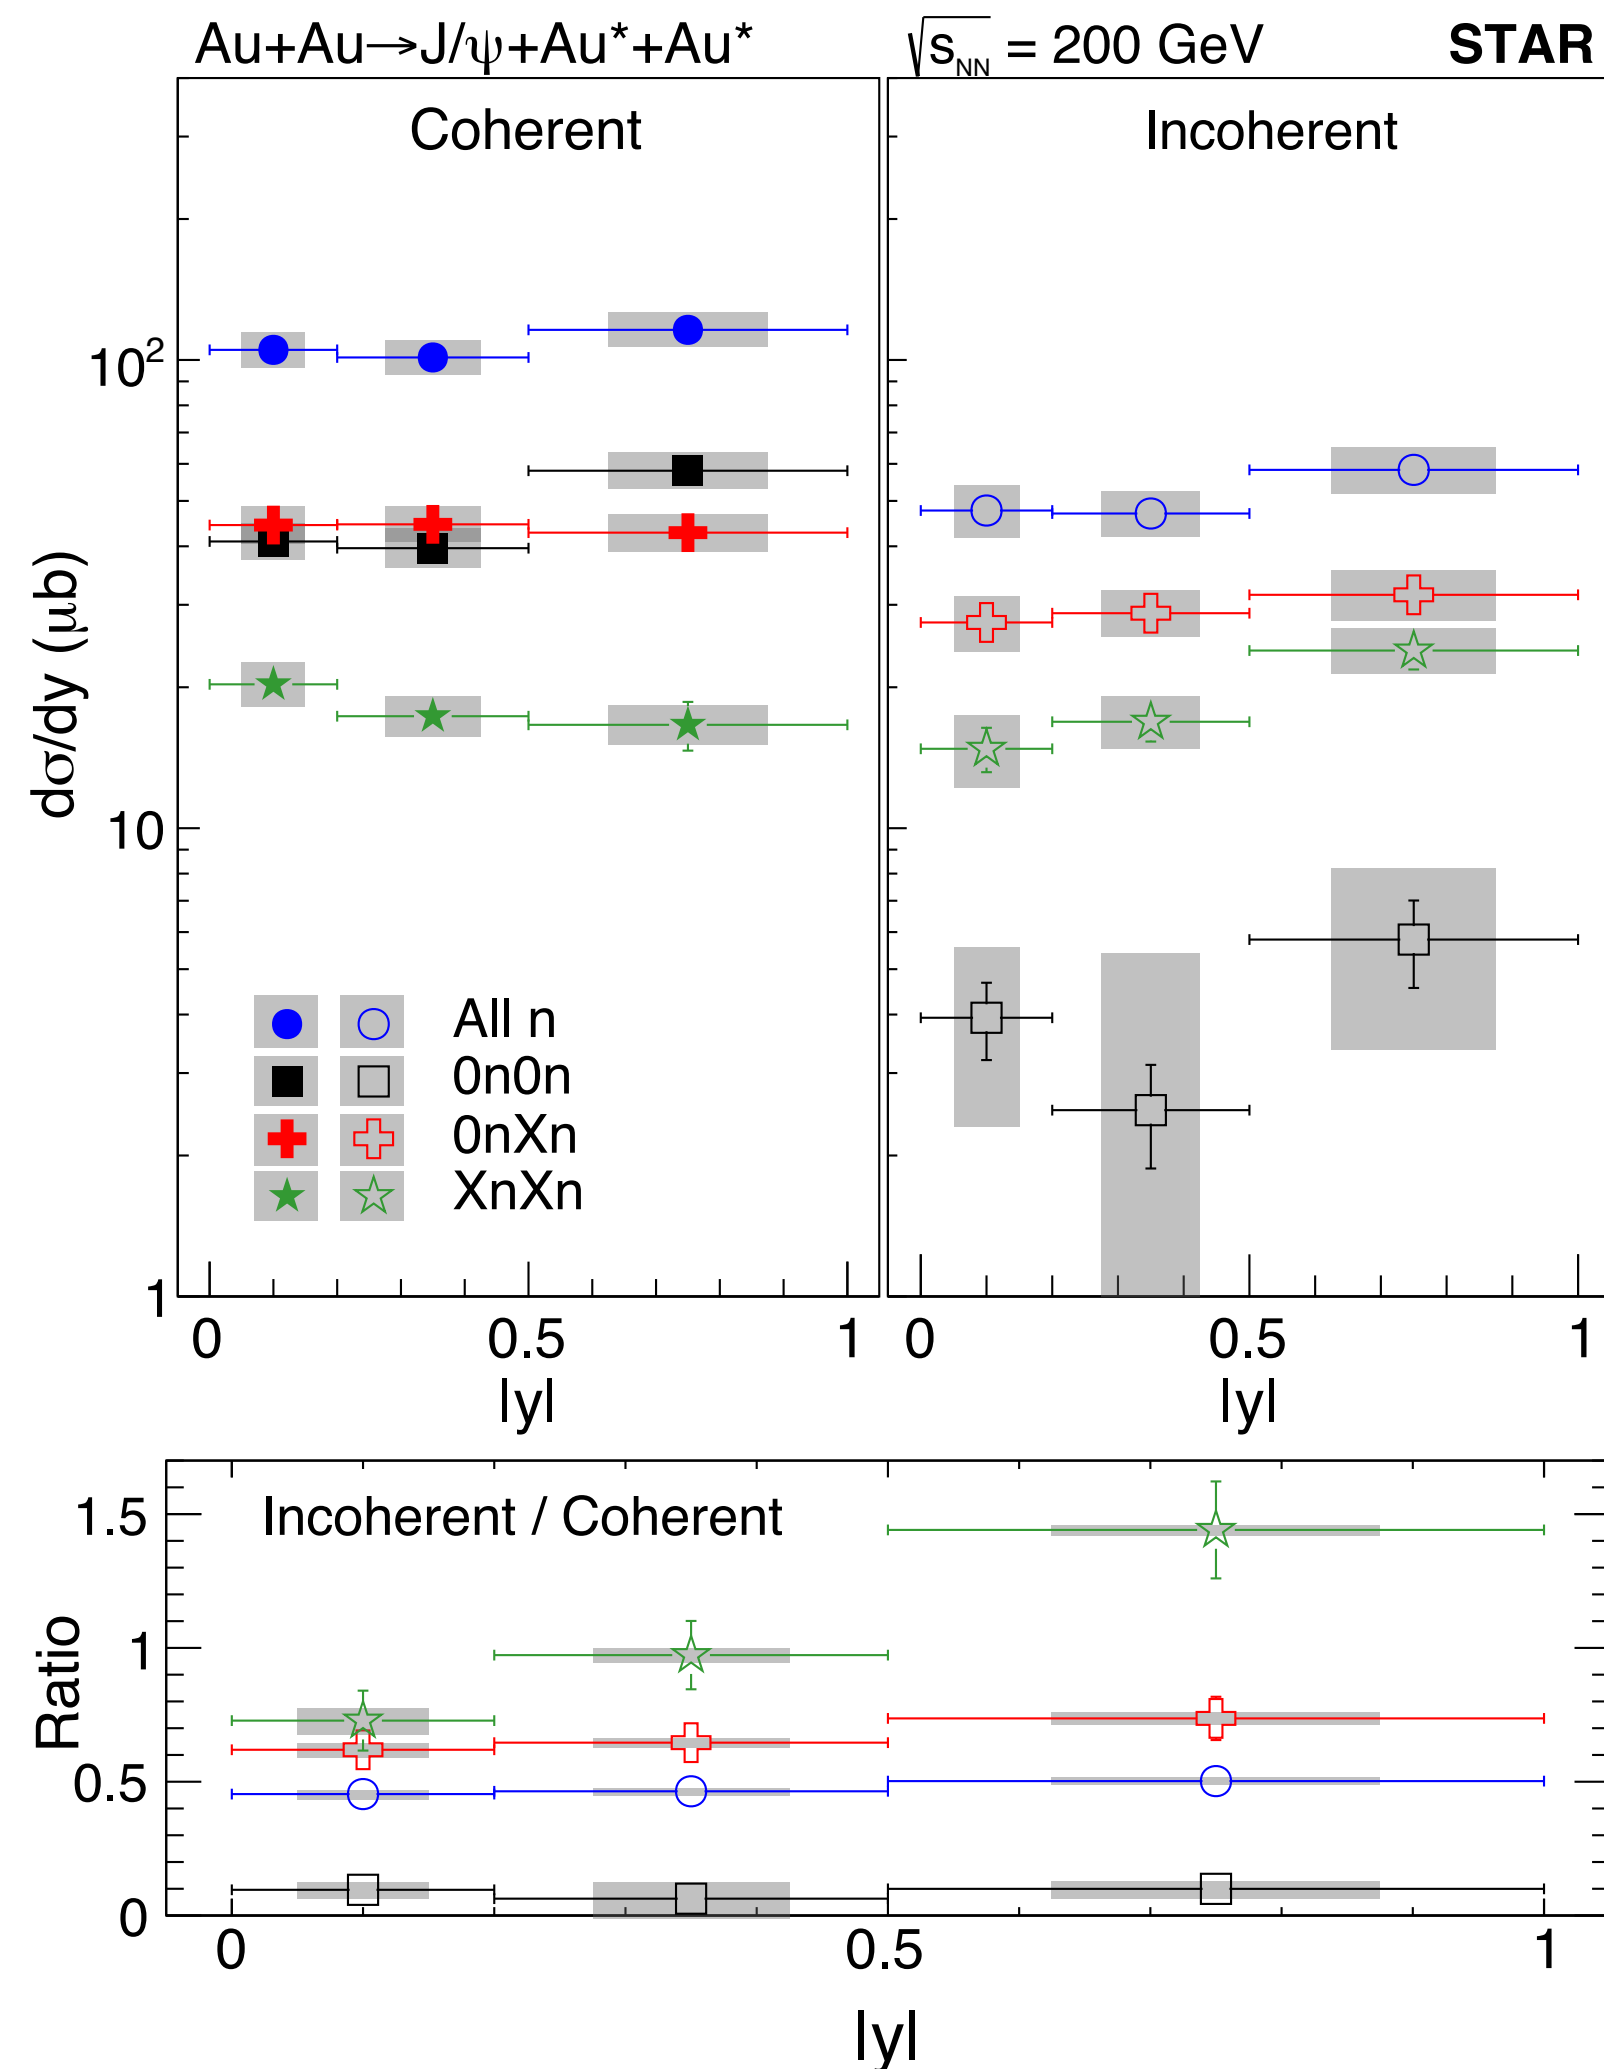 Au+Au→J/ψ+Au*+Au* √sNN = 200 GeV STAR
Coherent Incoherent
10²
10
1
dσ/dy (μb)
All n
0n0n
0nXn
XnXn
0 0.5 1 0 0.5 1
|y| |y|
Incoherent / Coherent
1.5
1
0.5
0
Ratio
0 0.5 1
|y|